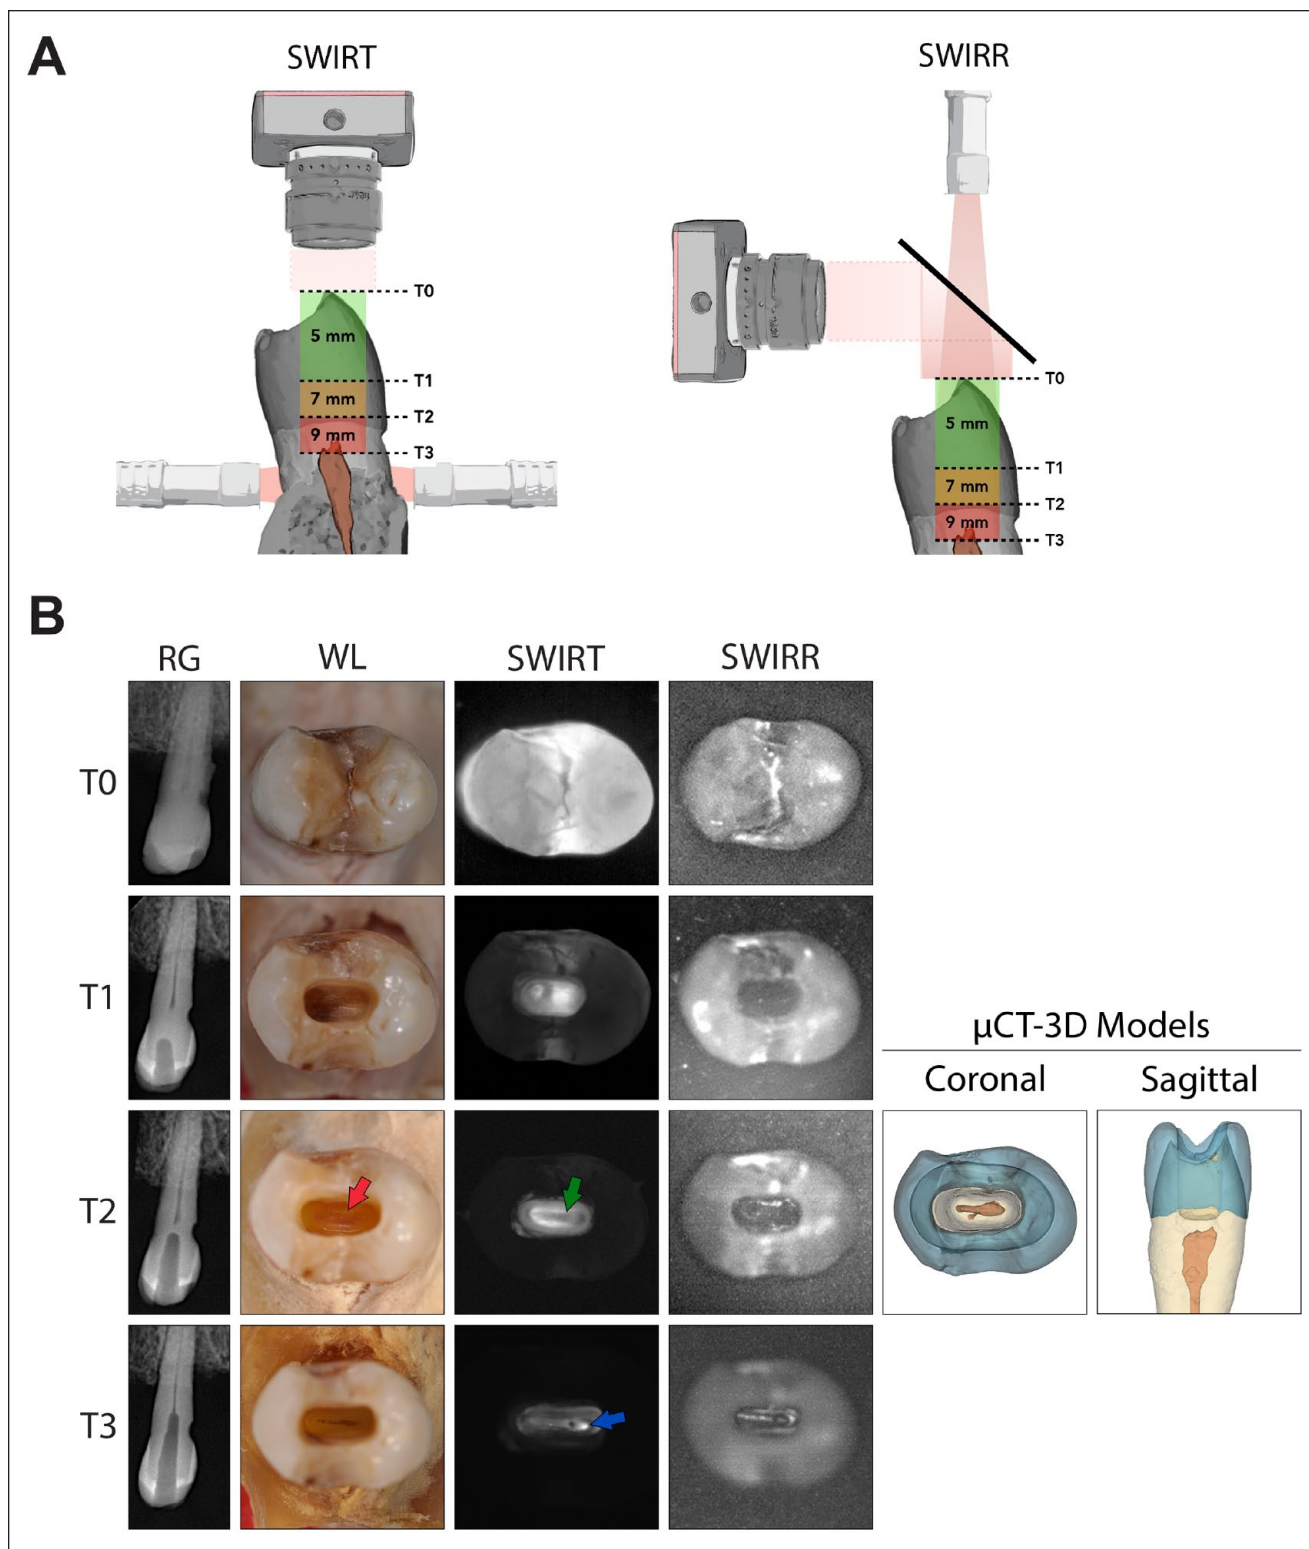 A
SWIRT
SWIRR
T0
5 mm
T1
7 mm
T2
9 mm
T3
T0
5 mm
T1
7 mm
T2
9 mm
T3
B
RG
WL
SWIRT
SWIRR
T0
T1
µCT-3D Models
Coronal
Sagittal
T2
T3